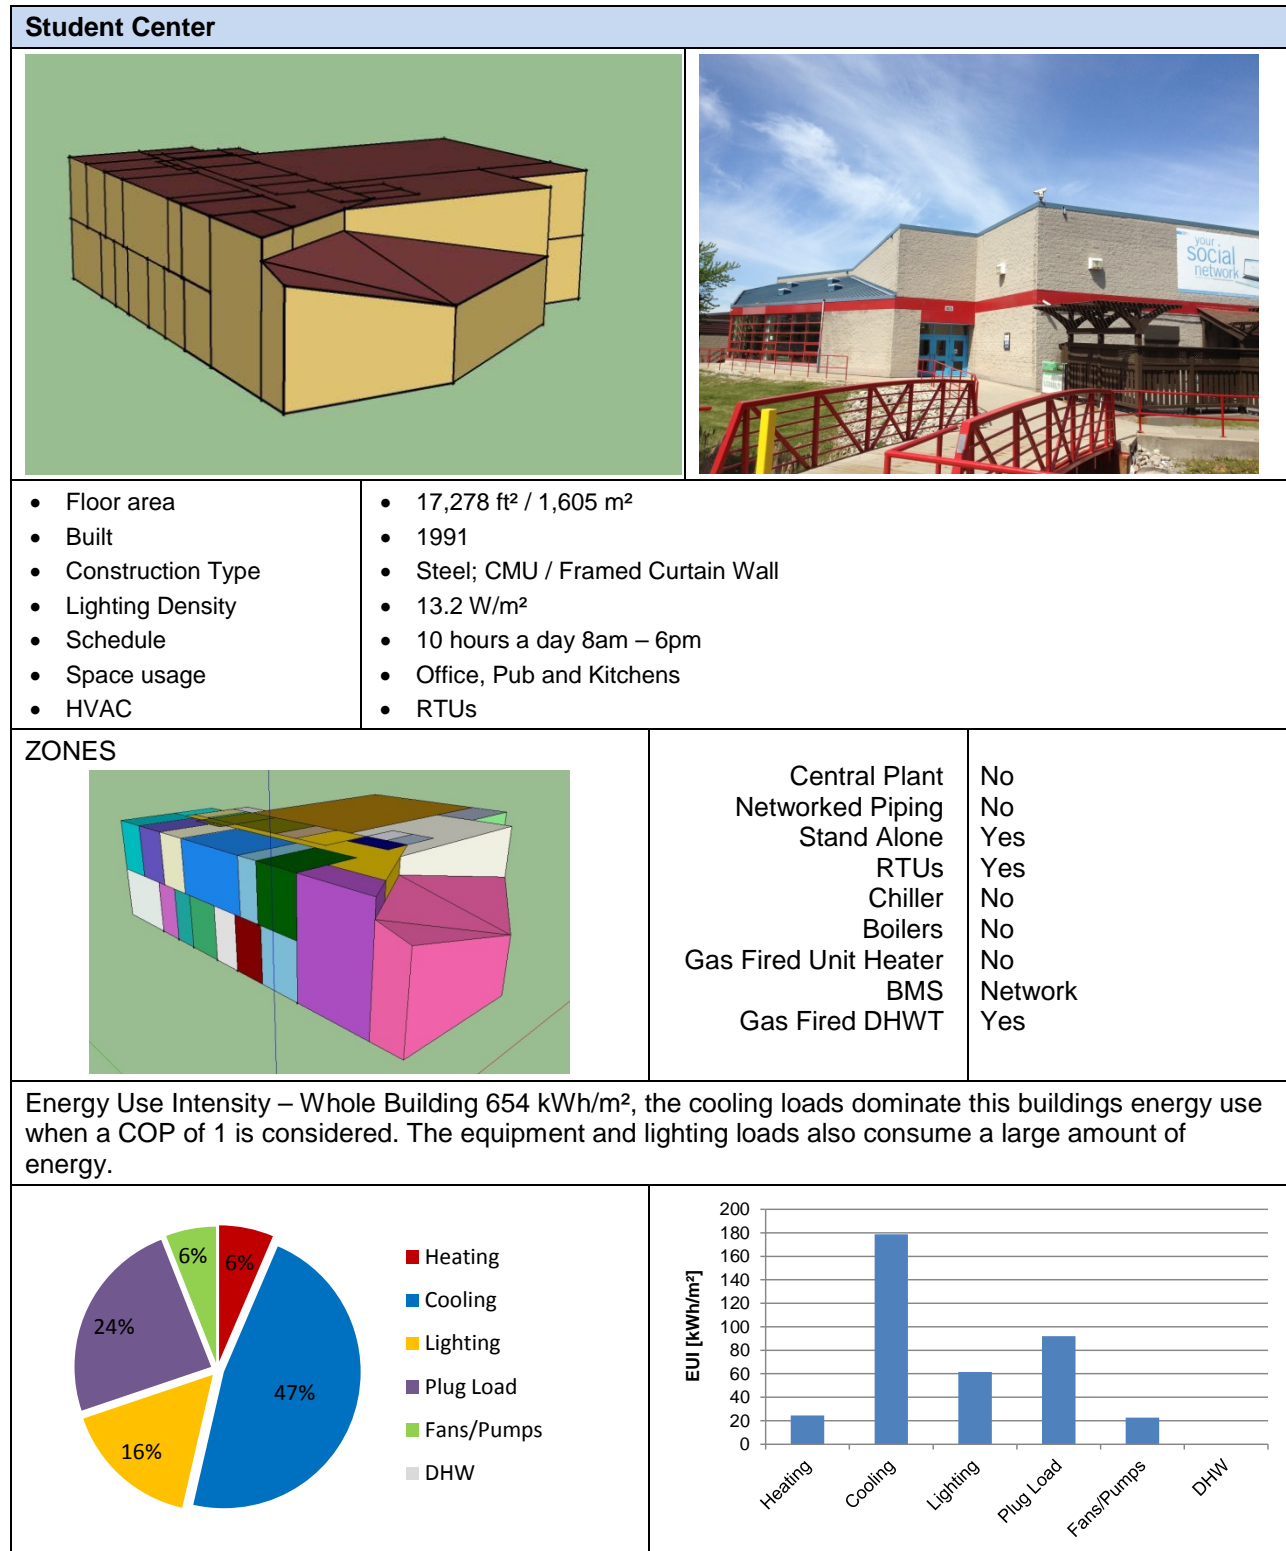 Student Center
your
social
network
• Floor area
• Built
• Construction Type
• Lighting Density
• Schedule
• Space usage
• HVAC
• 17,278 ft² / 1,605 m²
• 1991
• Steel; CMU / Framed Curtain Wall
• 13.2 W/m²
• 10 hours a day 8am – 6pm
• Office, Pub and Kitchens
• RTUs
ZONES
Central Plant No
Networked Piping No
Stand Alone Yes
RTUs Yes
Chiller No
Boilers No
Gas Fired Unit Heater No
BMS Network
Gas Fired DHWT Yes
Energy Use Intensity – Whole Building 654 kWh/m², the cooling loads dominate this buildings energy use
when a COP of 1 is considered. The equipment and lighting loads also consume a large amount of
energy.
6%
6%
24%
47%
16%
Heating
Cooling
Lighting
Plug Load
Fans/Pumps
DHW
EUI [kWh/m²]
200
180
160
140
120
100
80
60
40
20
0
Heating
Cooling
Lighting
Plug Load
Fans/Pumps
DHW